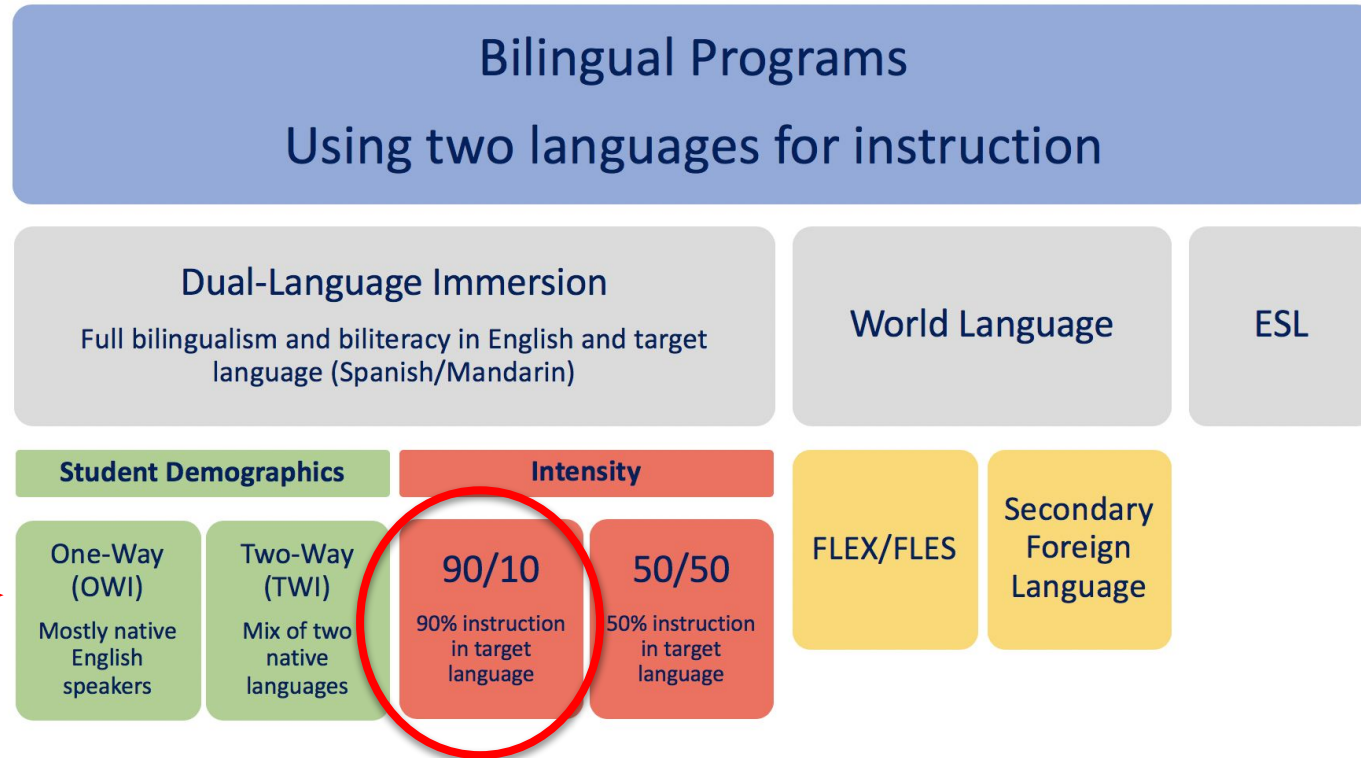 Bilingual Programs
Using two languages for instruction
Dual-Language Immersion
Full bilingualism and biliteracy in English and target
language (Spanish/Mandarin)
World Language
ESL
Student Demographics
Intensity
One-Way
(OWI)
Mostly native
English
speakers
Two-Way
(TWI)
Mix of two
native
languages
90/10
90% instruction
in target
language
50/50
50% instruction
in target
language
FLEX/FLES
Secondary
Foreign
Language